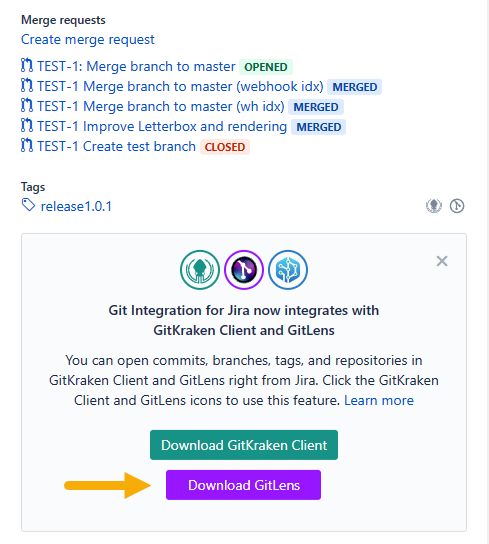 Merge requests
Create merge request
TEST-1: Merge branch to master OPENED
TEST-1 Merge branch to master (webhook idx) MERGED
TEST-1 Merge branch to master (wh idx) MERGED
TEST-1 Improve Letterbox and rendering MERGED
TEST-1 Create test branch CLOSED
Tags
release1.0.1
Git Integration for Jira now integrates with
GitKraken Client and GitLens
You can open commits, branches, tags, and repositories in
GitKraken Client and GitLens right from Jira. Click the GitKraken
Client and GitLens icons to use this feature. Learn more
Download GitKraken Client
Download GitLens